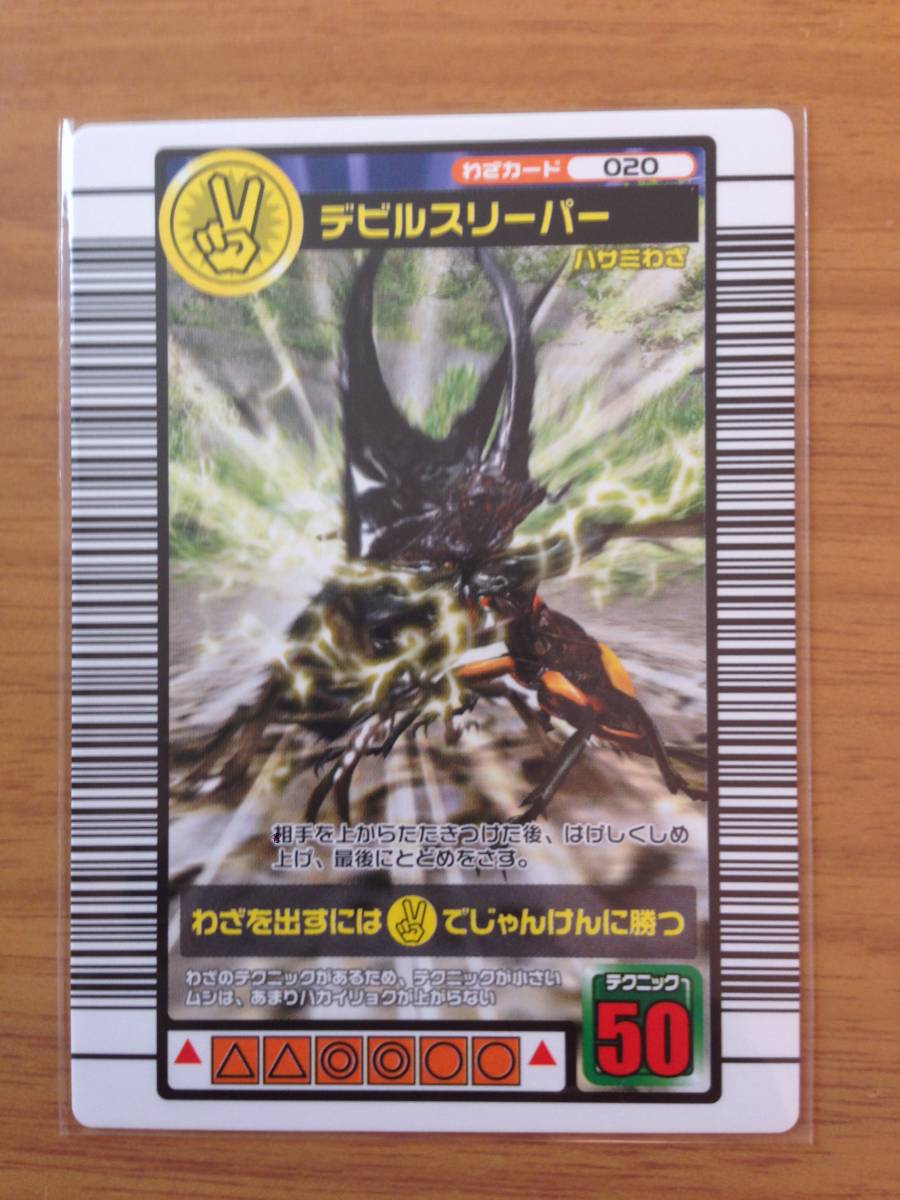 わざカード 020
デビルスリーパー
ハサミわざ
相手を上からたたきつけた後、はげしくしめ
上げ、最後にとどめをさす。
わざを出すには でじゃんけんに勝つ
わざのテクニックがあるため、テクニックが小さい
ムシは、あまりハカイリョクが上がらない
テクニック
50